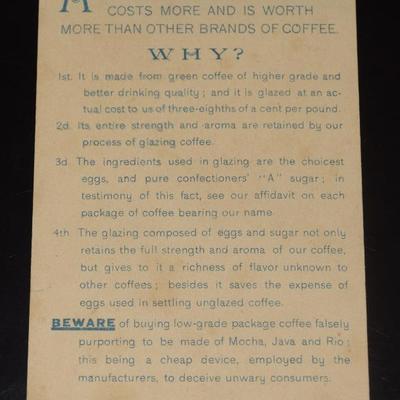 A
COSTS MORE AND IS WORTH
MORE THAN OTHER BRANDS OF COFFEE.
WHY?
1st. It is made from green coffee of higher grade and
better drinking quality; and it is glazed at an ac-
tual cost to us of three-eighths of a cent per pound.
2d. Its entire strength and aroma are retained by our
process of glazing coffee.
3d. The ingredients used in glazing are the choicest
eggs, and pure confectioners' "A" sugar; in
testimony of this fact, see our affidavit on each
package of coffee bearing our name
4th The glazing composed of eggs and sugar not only
retains the full strength and aroma of our coffee,
but gives to it a richness of flavor unknown to
other coffees; besides it saves the expense of
eggs used in settling unglazed coffee.
BEWARE of buying low-grade package coffee falsely
purporting to be made of Mocha, Java and Rio;
this being a cheap device, employed by the
manufacturers, to deceive unwary consumers.